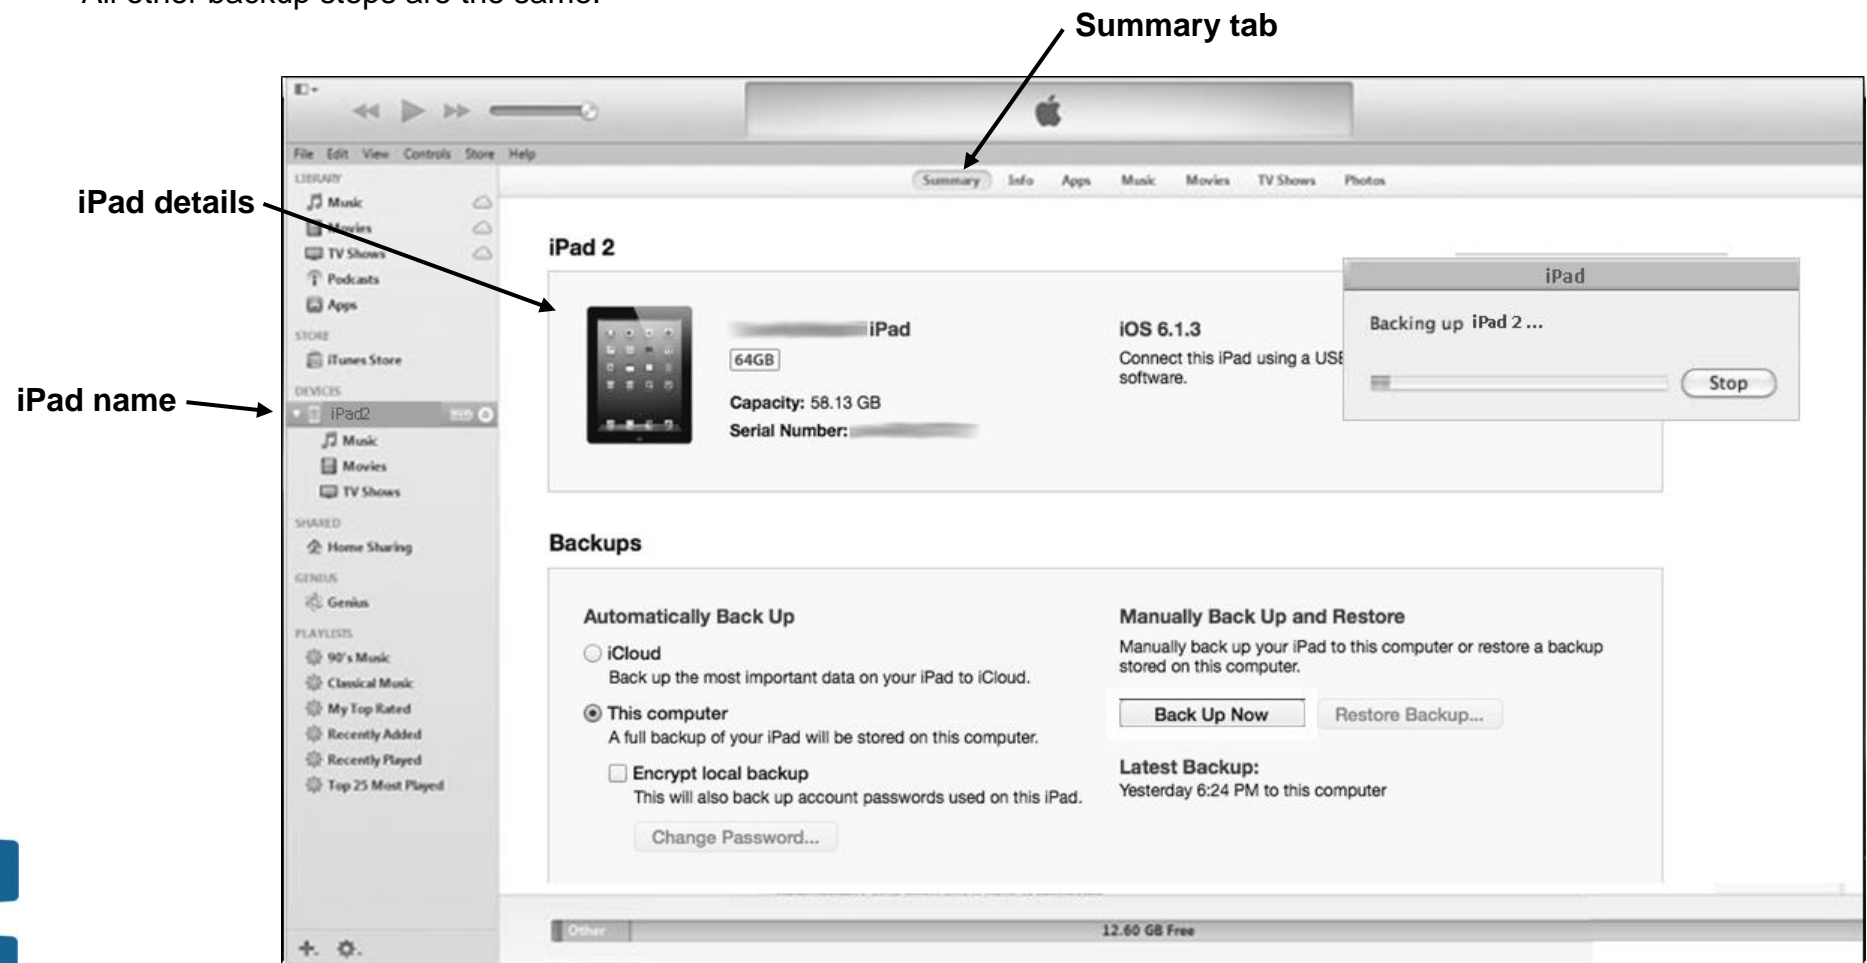 All other backup steps are the same.
Summary tab
File Edit View Controls Store Help
LIBRARY
Music
Movies
TV Shows
Podcasts
Apps
STORE
iTunes Store
DEVICES
iPad2
Music
Movies
TV Shows
SHARED
Home Sharing
GENIUS
Genius
PLAYLISTS
90's Music
Classical Music
My Top Rated
Recently Added
Recently Played
Top 25 Most Played
iPad details
iPad name
Summary Info Apps Music Movies TV Shows Photos
iPad 2
iPad
64GB
Capacity: 58.13 GB
Serial Number:
iOS 6.1.3
Connect this iPad using a USB
software.
iPad
Backing up iPad 2 ...
Stop
Backups
Automatically Back Up
iCloud
Back up the most important data on your iPad to iCloud.
This computer
A full backup of your iPad will be stored on this computer.
Encrypt local backup
This will also back up account passwords used on this iPad.
Change Password...
Manually Back Up and Restore
Manually back up your iPad to this computer or restore a backup
stored on this computer.
Back Up Now Restore Backup...
Latest Backup:
Yesterday 6:24 PM to this computer
Other 12.60 GB Free